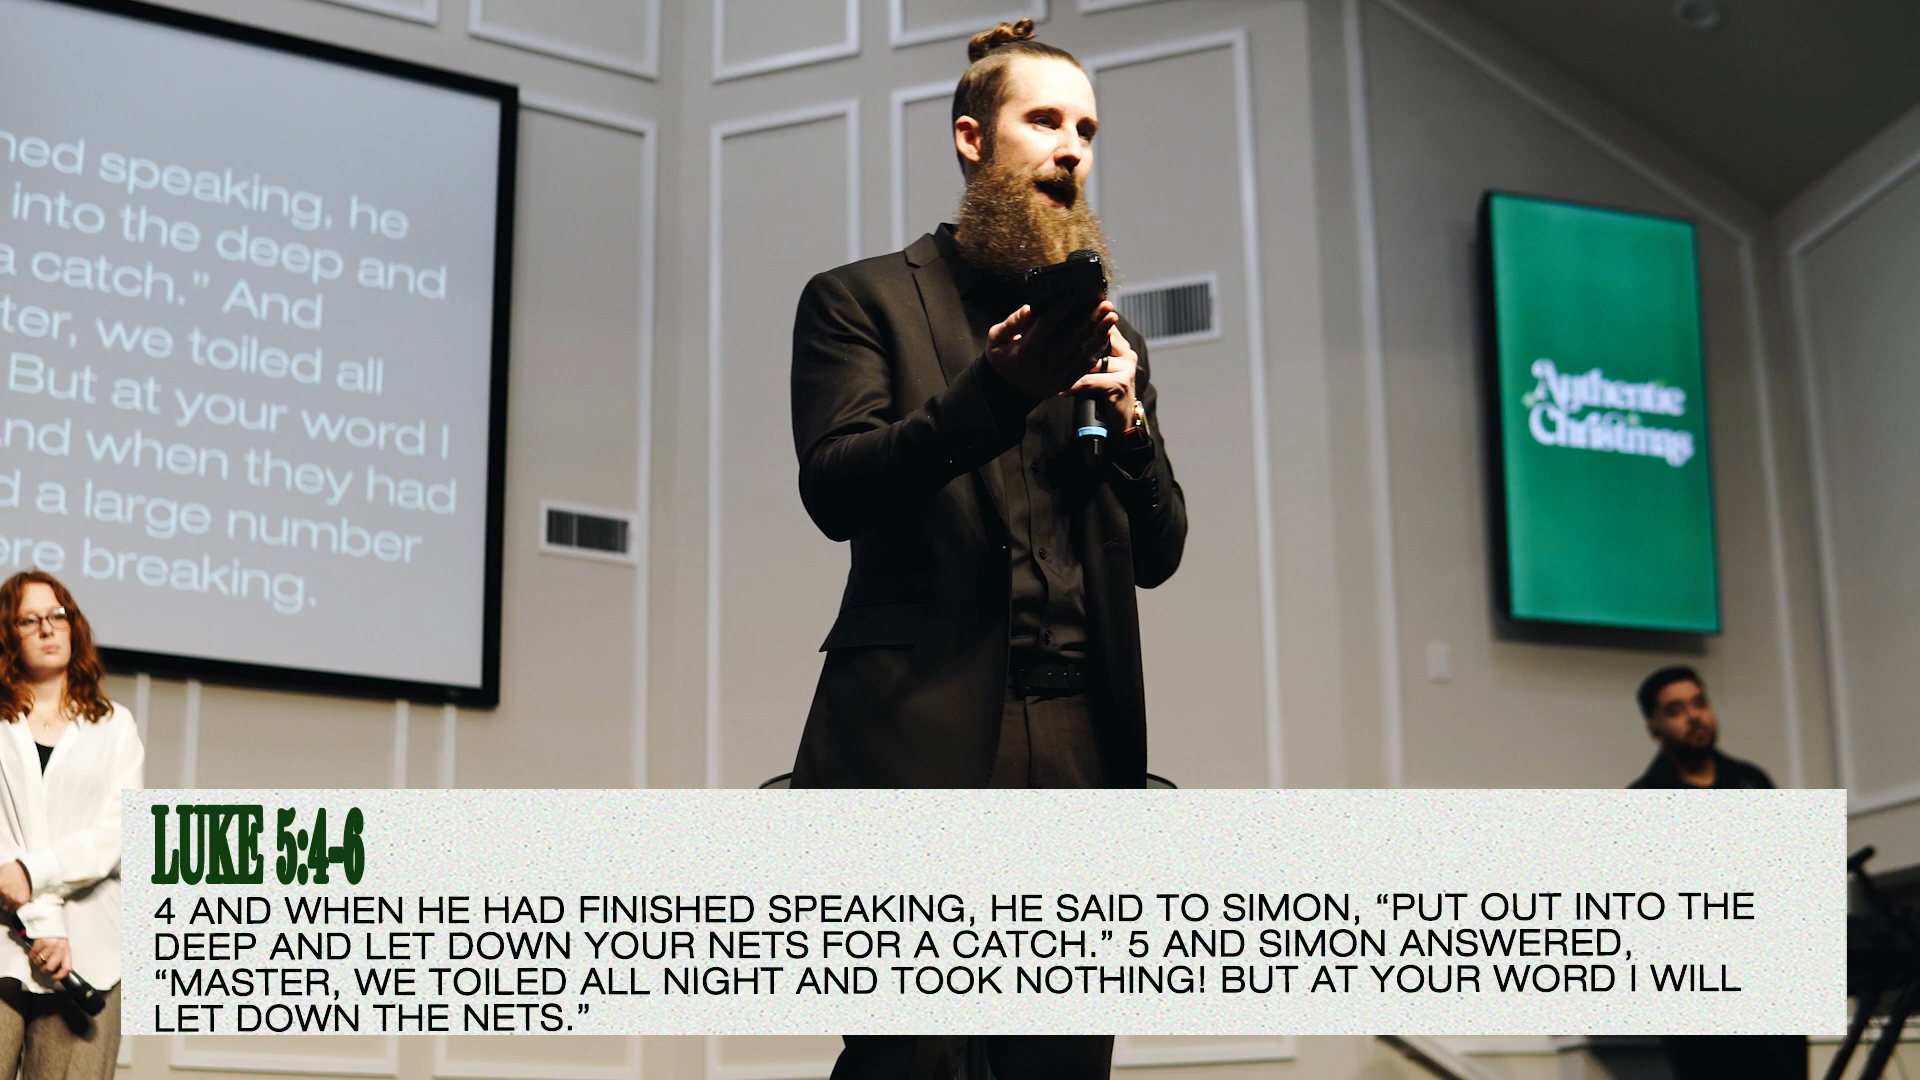 ned speaking, he
into the deep and
a catch.” And
ter, we toiled all
But at your word I
nd when they had
d a large number
ere breaking.
Authentic
Christmas
LUKE 5:4-6
4 AND WHEN HE HAD FINISHED SPEAKING, HE SAID TO SIMON, “PUT OUT INTO THE
DEEP AND LET DOWN YOUR NETS FOR A CATCH.” 5 AND SIMON ANSWERED,
“MASTER, WE TOILED ALL NIGHT AND TOOK NOTHING! BUT AT YOUR WORD I WILL
LET DOWN THE NETS.”